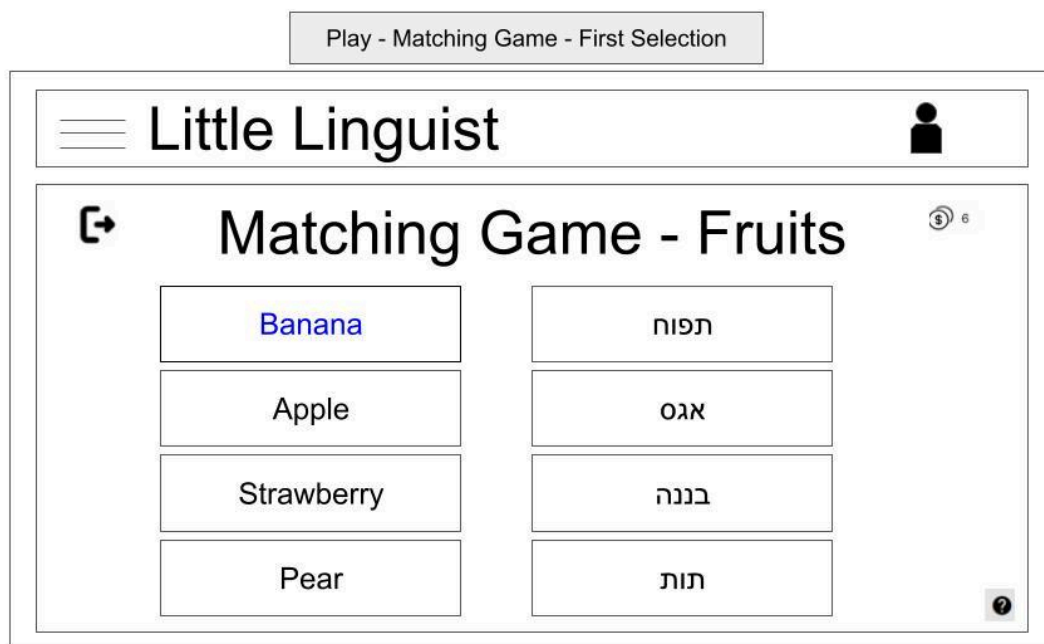 Play - Matching Game - First Selection
Little Linguist
Matching Game - Fruits
$ 6
Banana
תפוח
Apple
אגס
Strawberry
בננה
Pear
תות
?